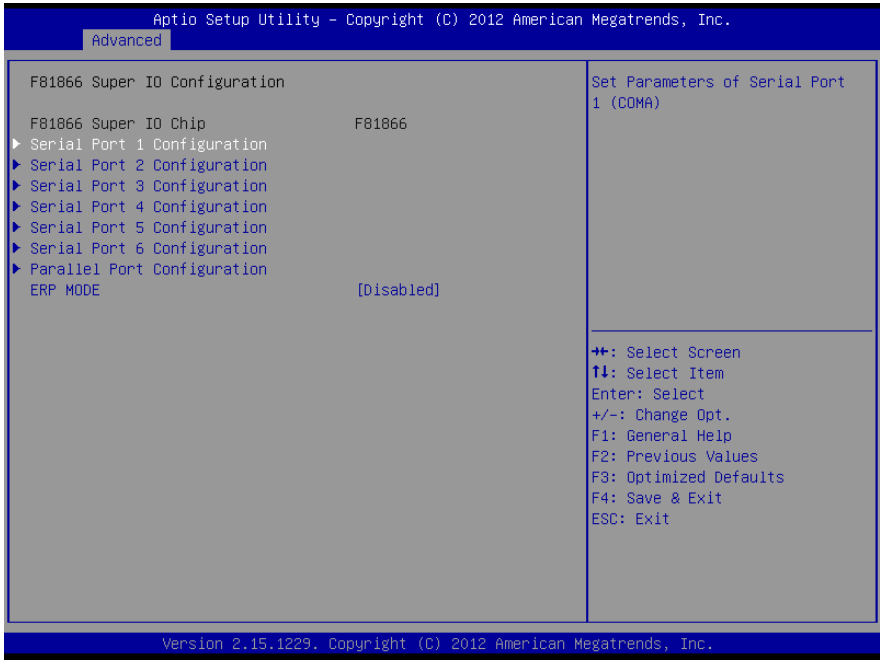 Aptio Setup Utility – Copyright (C) 2012 American Megatrends, Inc.
Advanced
F81866 Super IO Configuration
F81866 Super IO Chip F81866
Serial Port 1 Configuration
Serial Port 2 Configuration
Serial Port 3 Configuration
Serial Port 4 Configuration
Serial Port 5 Configuration
Serial Port 6 Configuration
Parallel Port Configuration
ERP MODE [Disabled]
Set Parameters of Serial Port
1 (COMA)
→←: Select Screen
↑↓: Select Item
Enter: Select
+/-: Change Opt.
F1: General Help
F2: Previous Values
F3: Optimized Defaults
F4: Save & Exit
ESC: Exit
Version 2.15.1229. Copyright (C) 2012 American Megatrends, Inc.